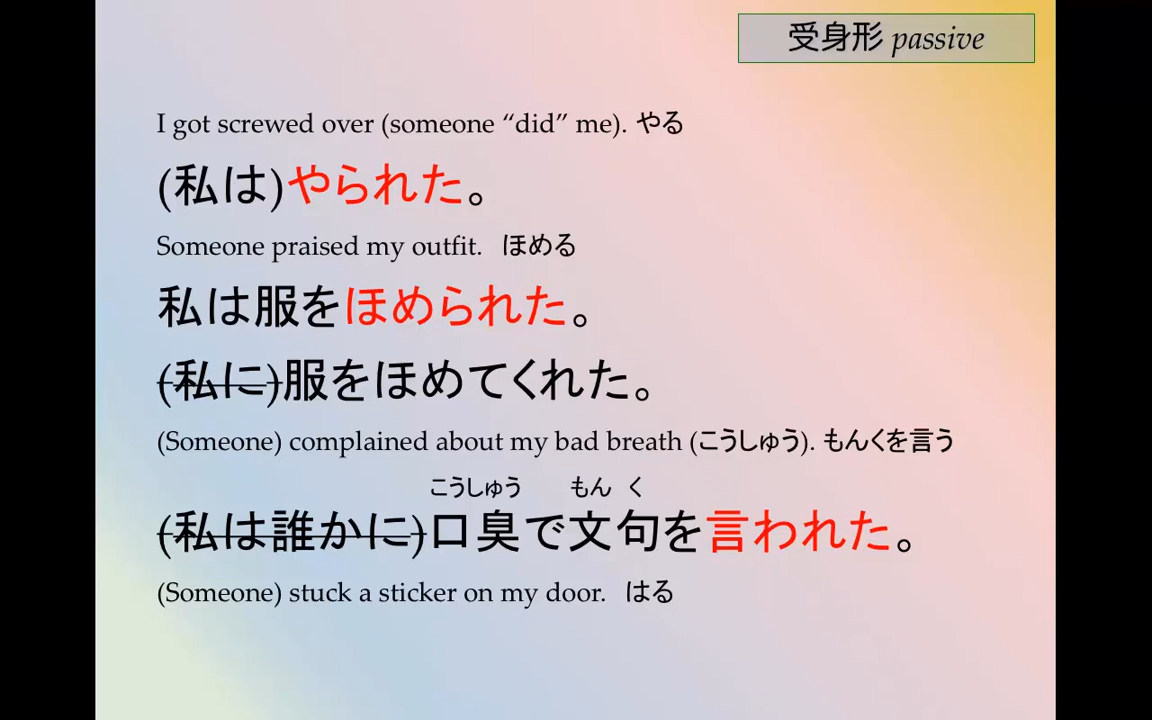 受身形 passive
I got screwed over (someone “did” me). やる
(私は)やられた。
Someone praised my outfit. ほめる
私は服をほめられた。
(私に)服をほめてくれた。
(Someone) complained about my bad breath (こうしゅう). もんくを言う
こうしゅう もん く
(私は誰かに)口臭で文句を言われた。
(Someone) stuck a sticker on my door. はる